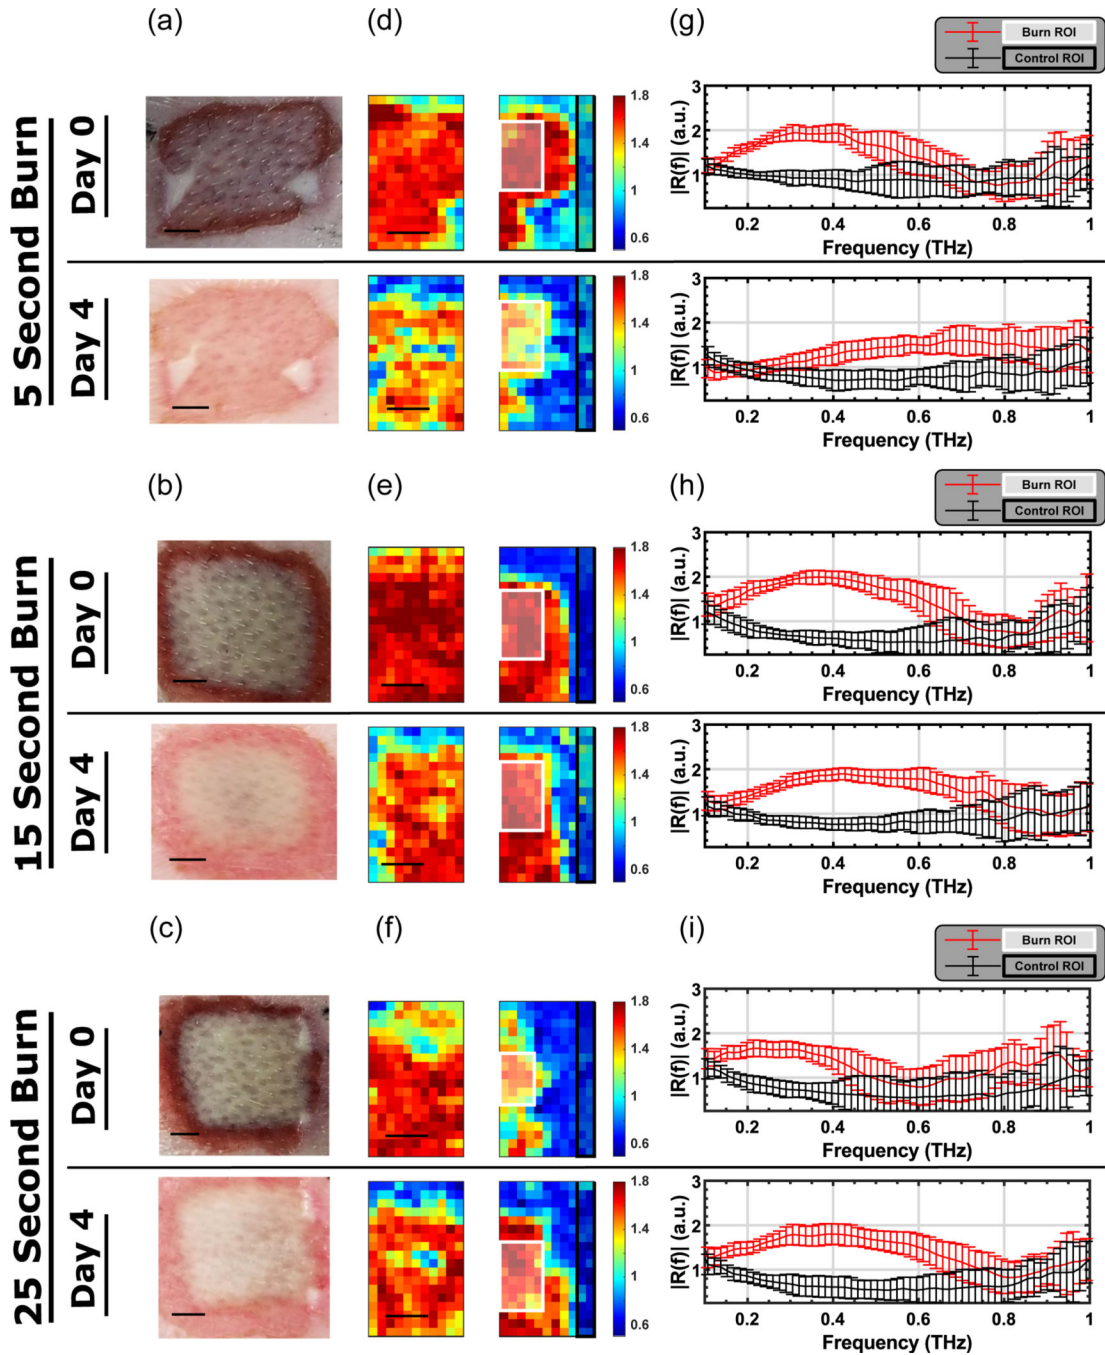 (a)
(d)
(g)
Burn ROI
Control ROI
5 Second Burn
Day 0
1.8
1.4
1
0.6
|R(f)| (a.u.)
3
2
1
0.2
0.4
0.6
0.8
1
Frequency (THz)
Day 4
1.8
1.4
1
0.6
|R(f)| (a.u.)
3
2
1
0.2
0.4
0.6
0.8
1
Frequency (THz)
(b)
(e)
(h)
Burn ROI
Control ROI
15 Second Burn
Day 0
1.8
1.4
1
0.6
|R(f)| (a.u.)
3
2
1
0.2
0.4
0.6
0.8
1
Frequency (THz)
Day 4
1.8
1.4
1
0.6
|R(f)| (a.u.)
3
2
1
0.2
0.4
0.6
0.8
1
Frequency (THz)
(c)
(f)
(i)
Burn ROI
Control ROI
25 Second Burn
Day 0
1.8
1.4
1
0.6
|R(f)| (a.u.)
3
2
1
0.2
0.4
0.6
0.8
1
Frequency (THz)
Day 4
1.8
1.4
1
0.6
|R(f)| (a.u.)
3
2
1
0.2
0.4
0.6
0.8
1
Frequency (THz)